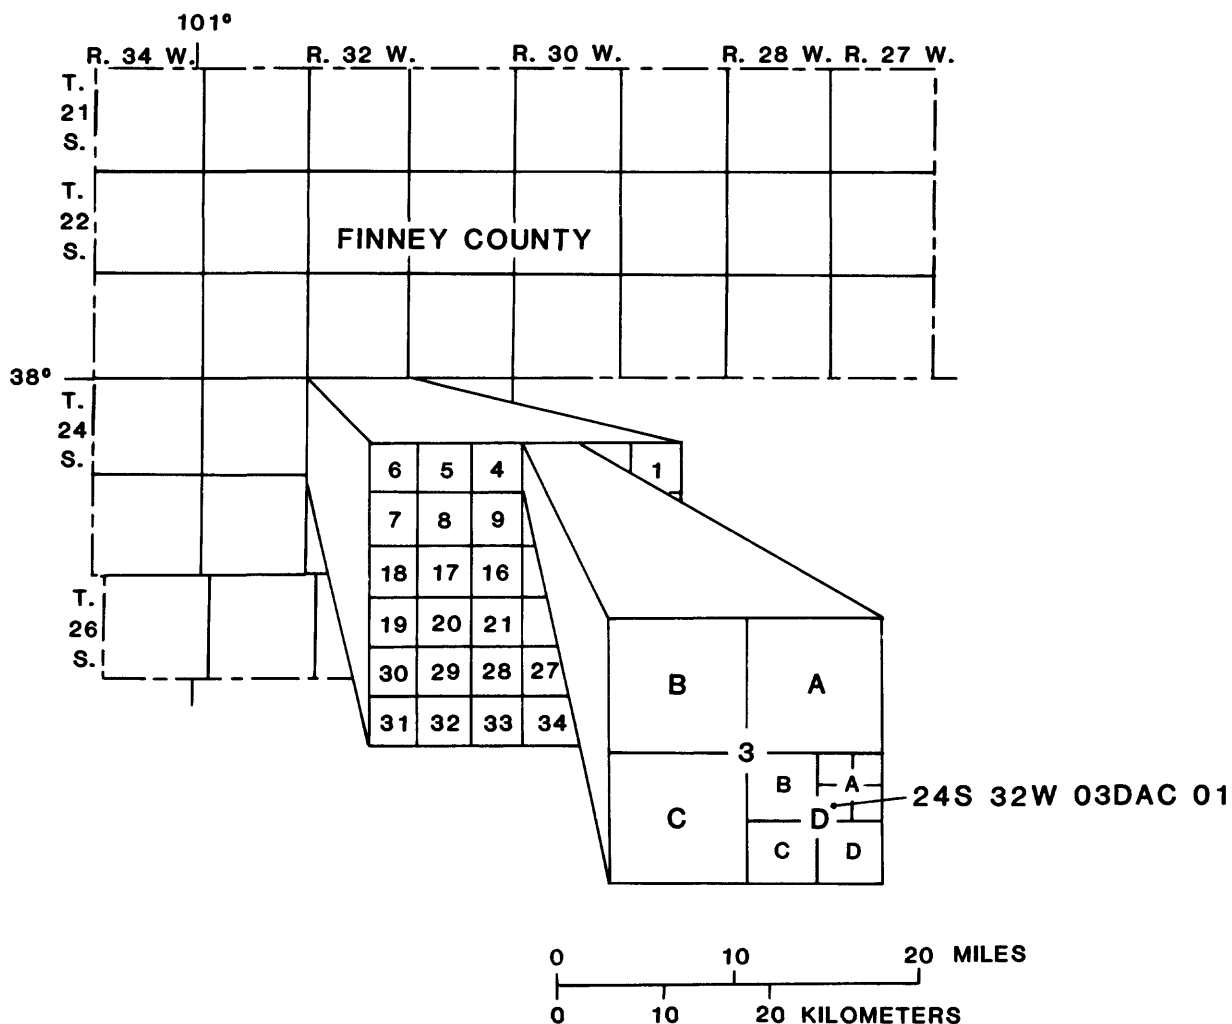 101°
R. 34 W. R. 32 W. R. 30 W. R. 28 W. R. 27 W.
T.
21
S.
T.
22
S.
FINNEY COUNTY
38°
T.
24
S.
6 5 4 1
7 8 9
18 17 16
T.
26
S.
19 20 21
30 29 28 27
31 32 33 34
B A
3
B A
24S 32W 03DAC 01
C D
C D
0 10 20 MILES
0 10 20 KILOMETERS